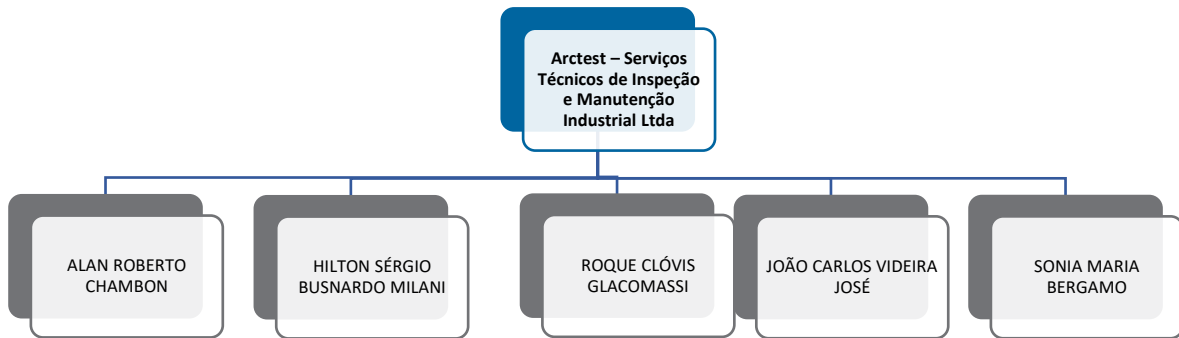 Arctest – Serviços
Técnicos de Inspeção
e Manutenção
Industrial Ltda
ALAN ROBERTO
CHAMBON
HILTON SÉRGIO
BUSNARDO MILANI
ROQUE CLÓVIS
GLACOMASSI
JOÃO CARLOS VIDEIRA
JOSÉ
SONIA MARIA
BERGAMO